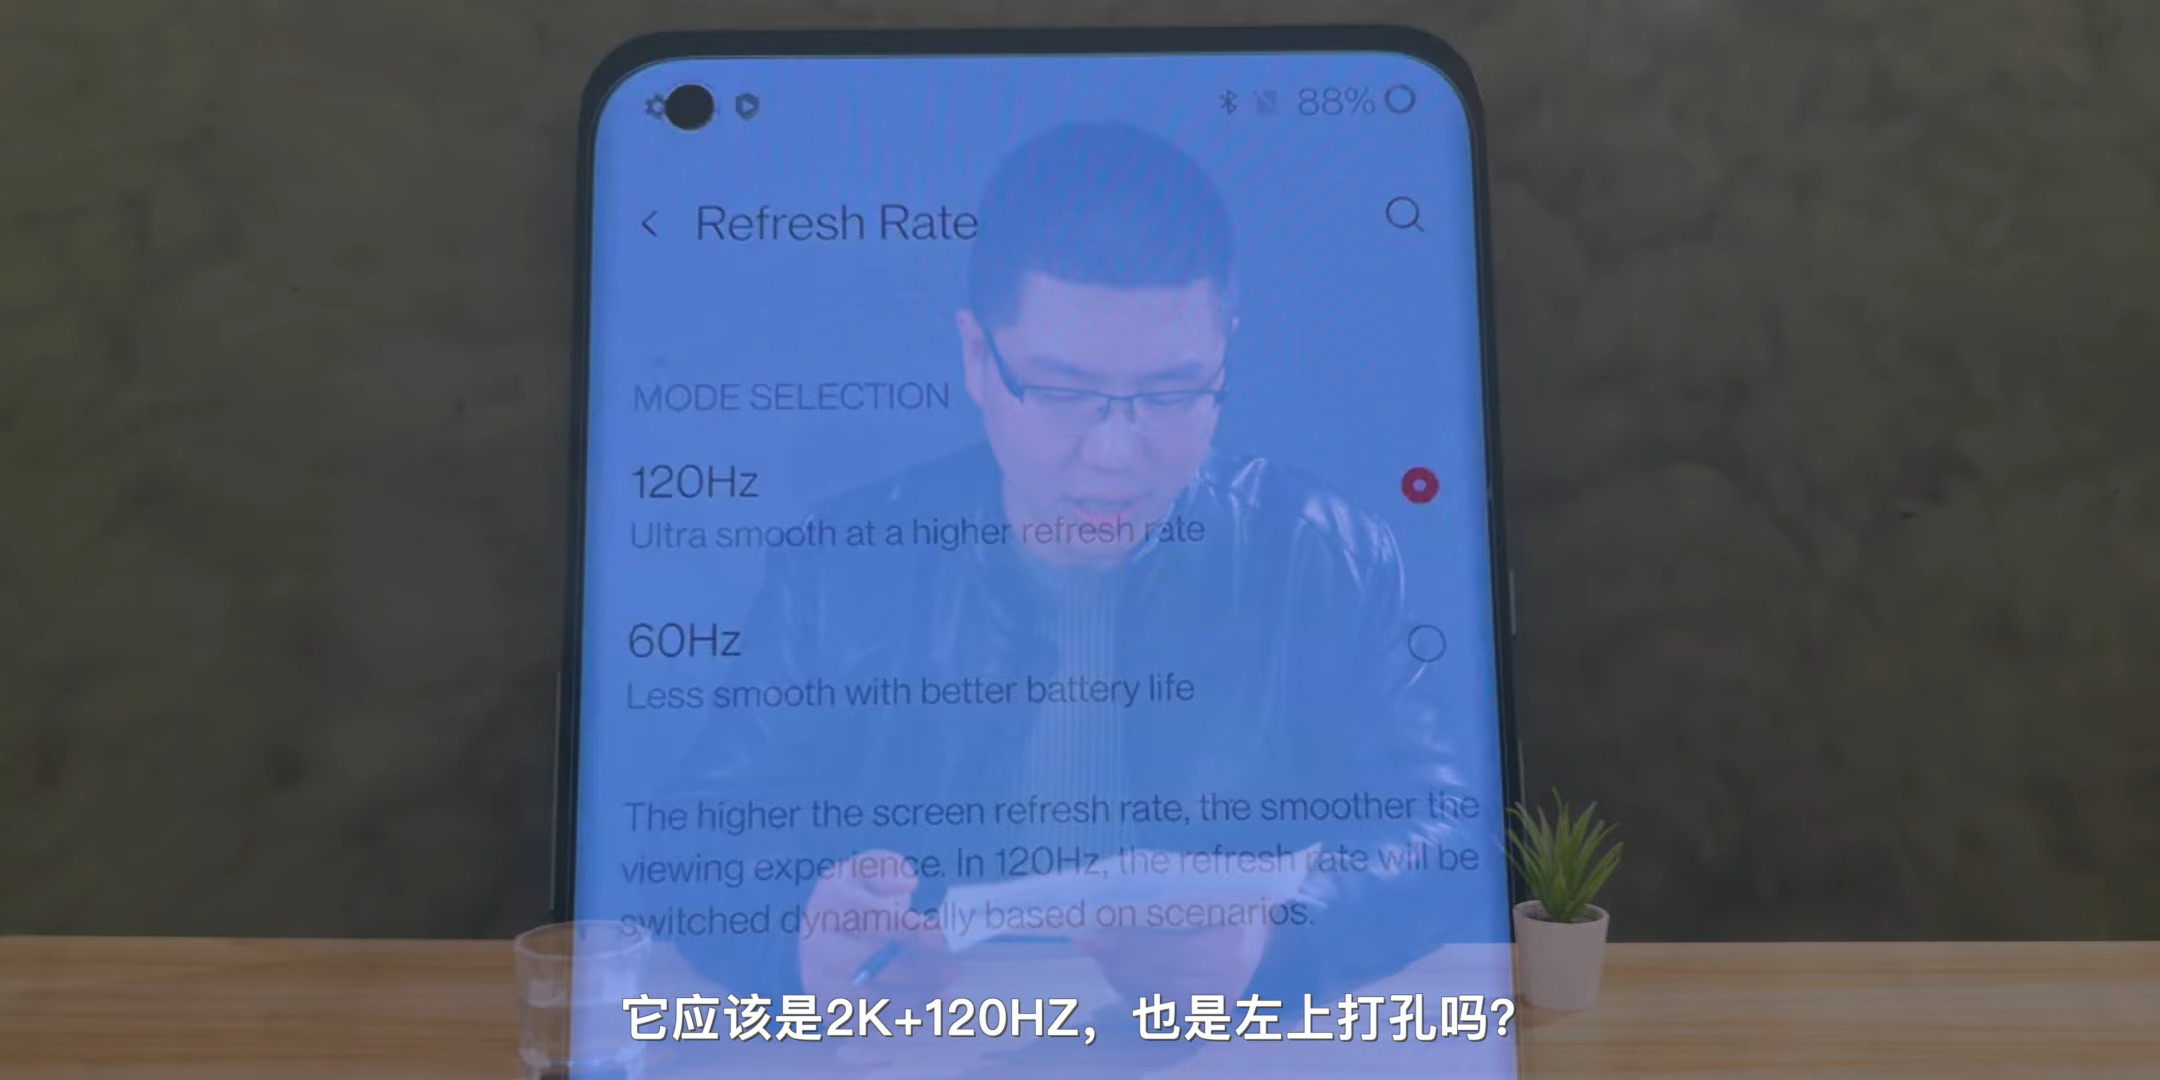 88%
Refresh Rate
MODE SELECTION
120Hz
Ultra smooth at a higher refresh rate
60Hz
Less smooth with better battery life
The higher the screen refresh rate, the smoother the
viewing experience. In 120Hz, the refresh rate will be
switched dynamically based on scenarios.
它应该是2K+120HZ，也是左上打孔吗?